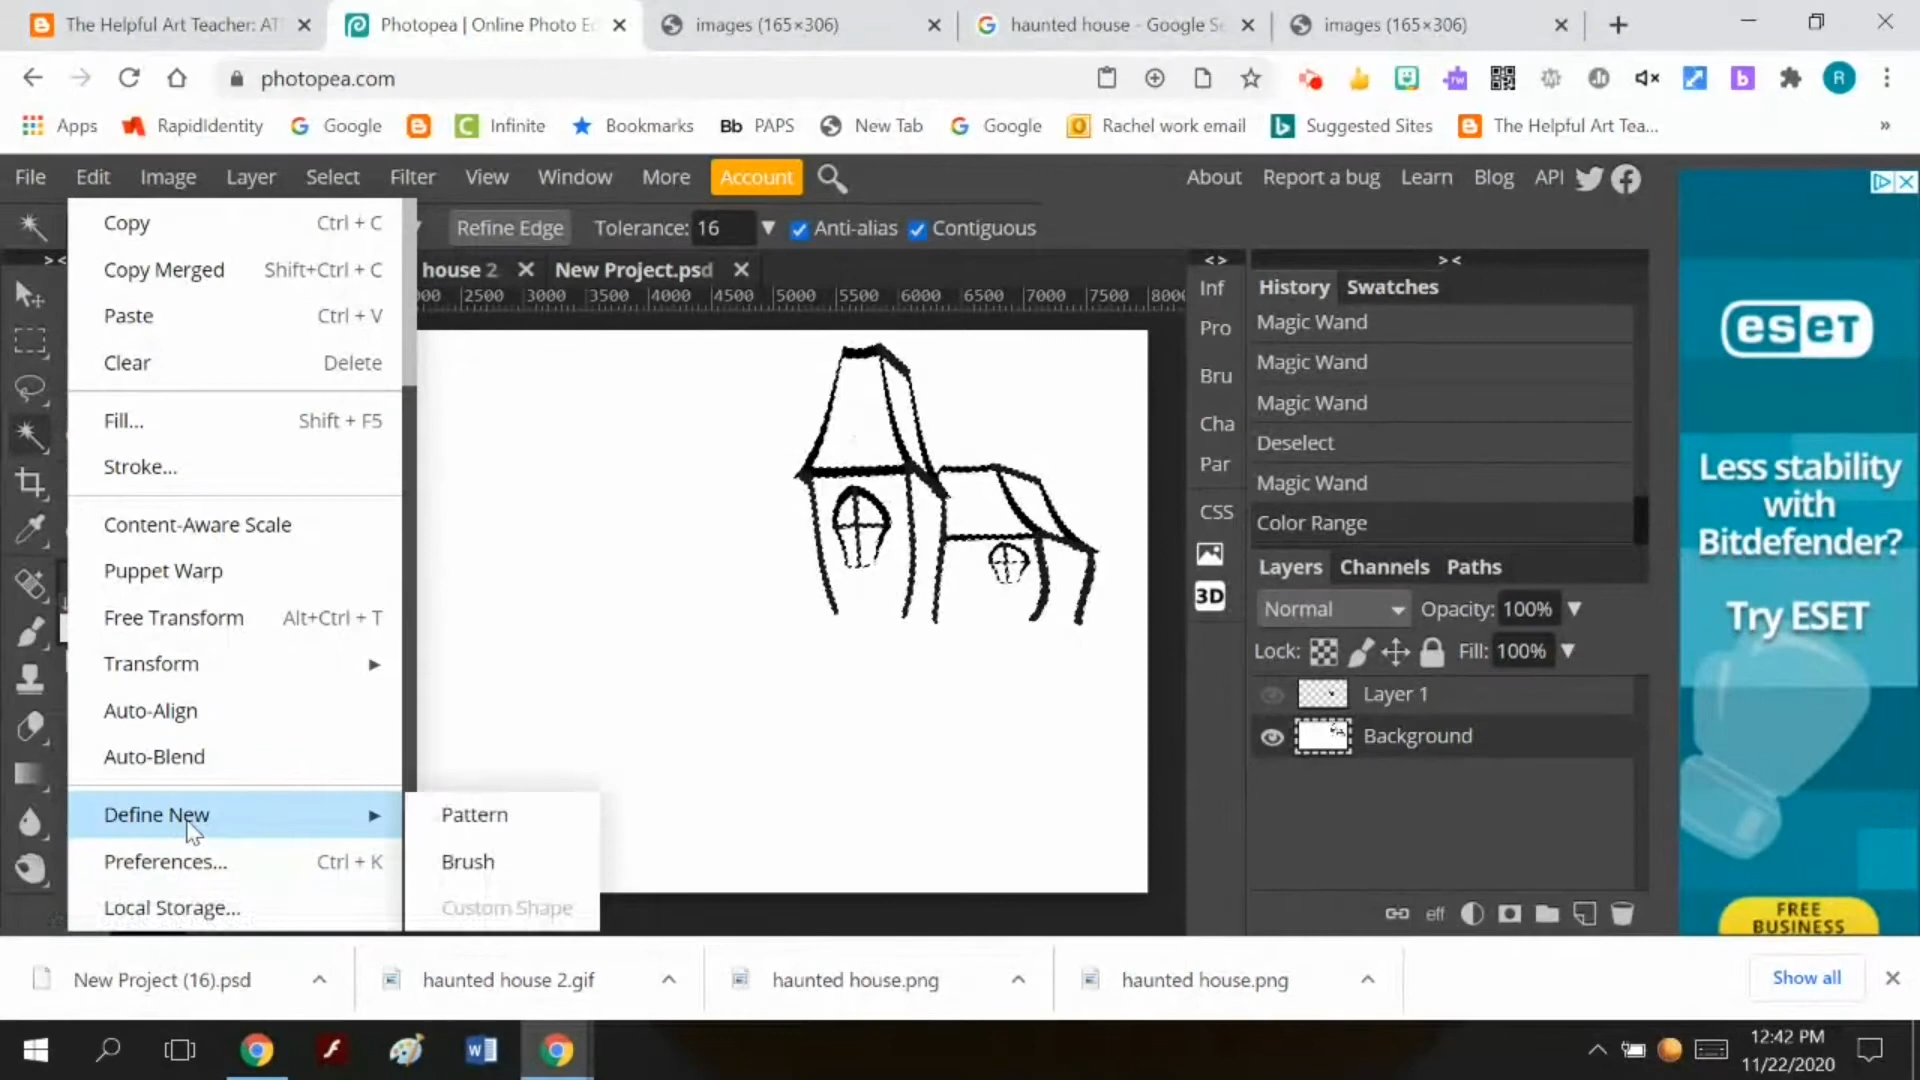 The Helpful Art Teacher: AT
Photopea | Online Photo Ed
images (165×306)
haunted house - Google Se
images (165×306)
photopea.com
R
Apps
RapidIdentity
Google
Infinite
Bookmarks
Bb PAPS
New Tab
Google
Rachel work email
Suggested Sites
The Helpful Art Tea...
»
File Edit Image Layer Select Filter View Window More Account
About Report a bug Learn Blog API
Refine Edge Tolerance: 16 Anti-alias Contiguous
house 2
New Project.psd
2500 3000 3500 4000 4500 5000 5500 6000 6500 7000 7500 8000
Copy Ctrl + C
Copy Merged Shift+Ctrl + C
Paste Ctrl + V
Clear Delete
Fill... Shift + F5
Stroke...
Content-Aware Scale
Puppet Warp
Free Transform Alt+Ctrl + T
Transform
Auto-Align
Auto-Blend
Define New
Preferences... Ctrl + K
Local Storage...
Pattern
Brush
Custom Shape
Inf
Pro
Bru
Cha
Par
CSS
3D
History Swatches
Magic Wand
Magic Wand
Magic Wand
Deselect
Magic Wand
Color Range
Layers Channels Paths
Normal Opacity: 100%
Lock: Fill: 100%
Layer 1
Background
eff
eseT
Less stability
with
Bitdefender?
Try ESET
FREE
BUSINESS
New Project (16).psd
haunted house 2.gif
haunted house.png
haunted house.png
Show all
12:42 PM
11/22/2020